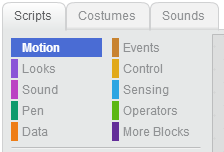 Scripts Costumes Sounds
Motion Events
Looks Control
Sound Sensing
Pen Operators
Data More Blocks